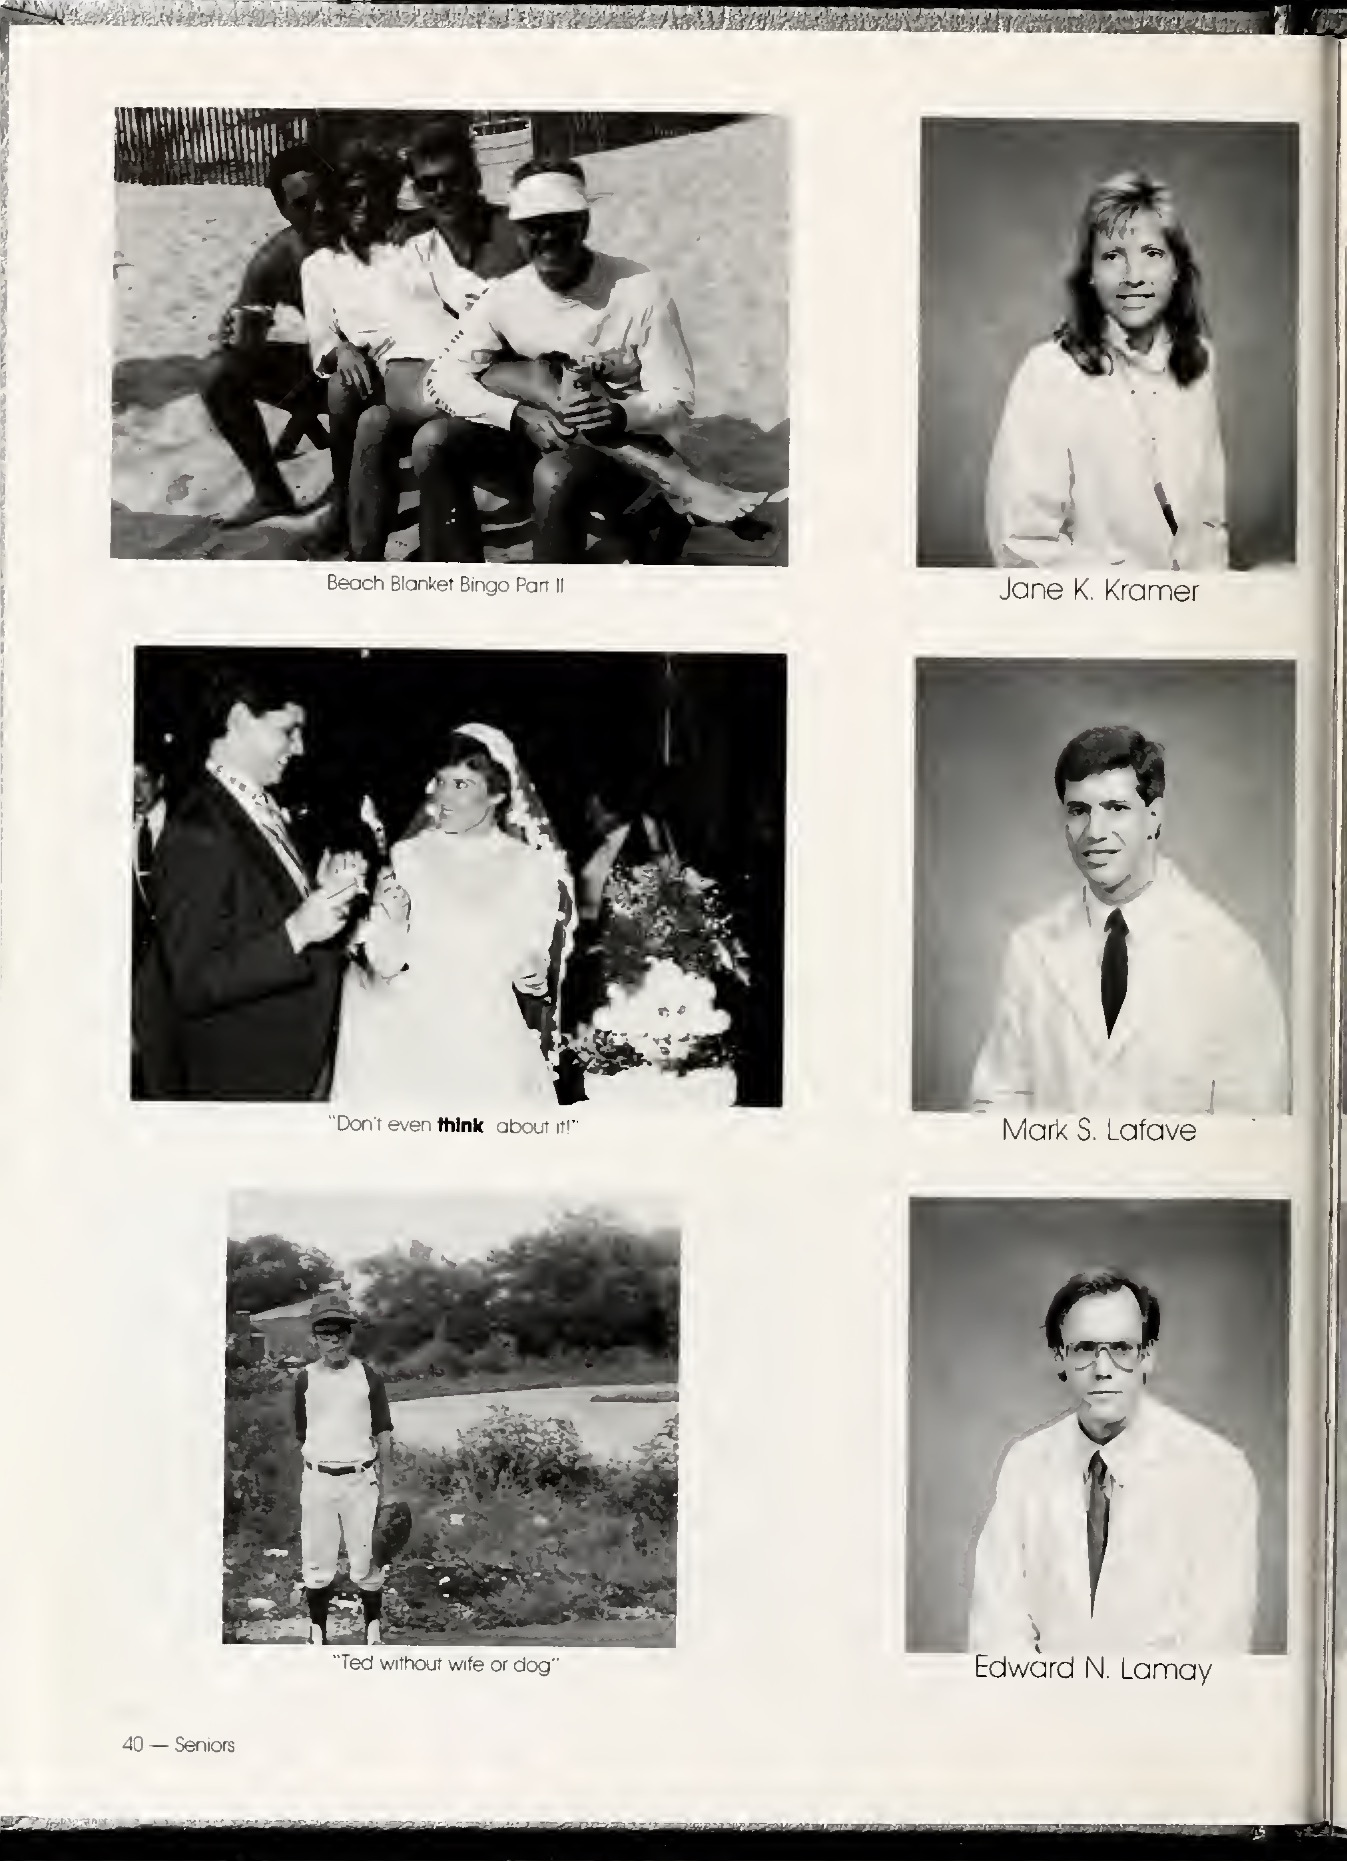 Beach Blanket Bingo Part II
Jane K. Kramer
"Don't even think about it!"
Mark S. Lafave
"Ted without wife or dog"
Edward N. Lamay
40 — Seniors